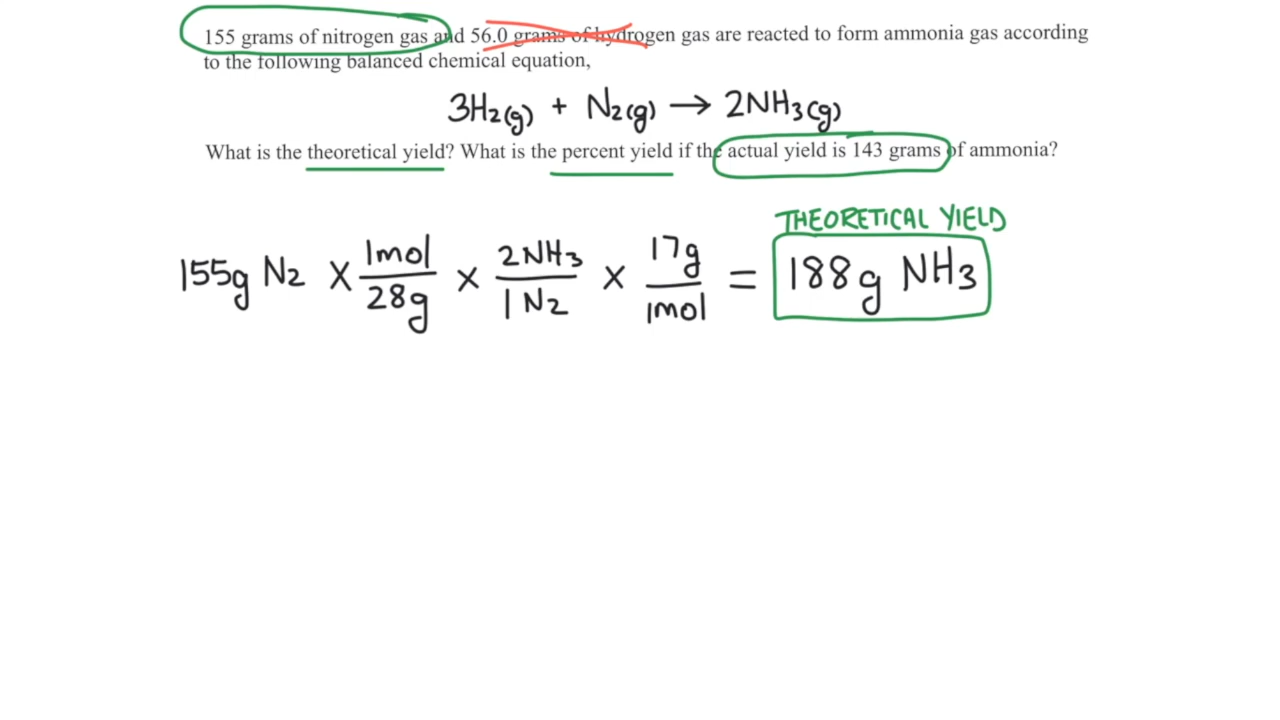 155 grams of nitrogen gas and 56.0 grams of hydrogen gas are reacted to form ammonia gas according
to the following balanced chemical equation,
3H2(g) + N2(g) → 2NH3(g)
What is the theoretical yield? What is the percent yield if the actual yield is 143 grams of ammonia?
THEORETICAL YIELD
155g N2 × 1mol/28g × 2NH3/1N2 × 17g/1mol = 188g NH3